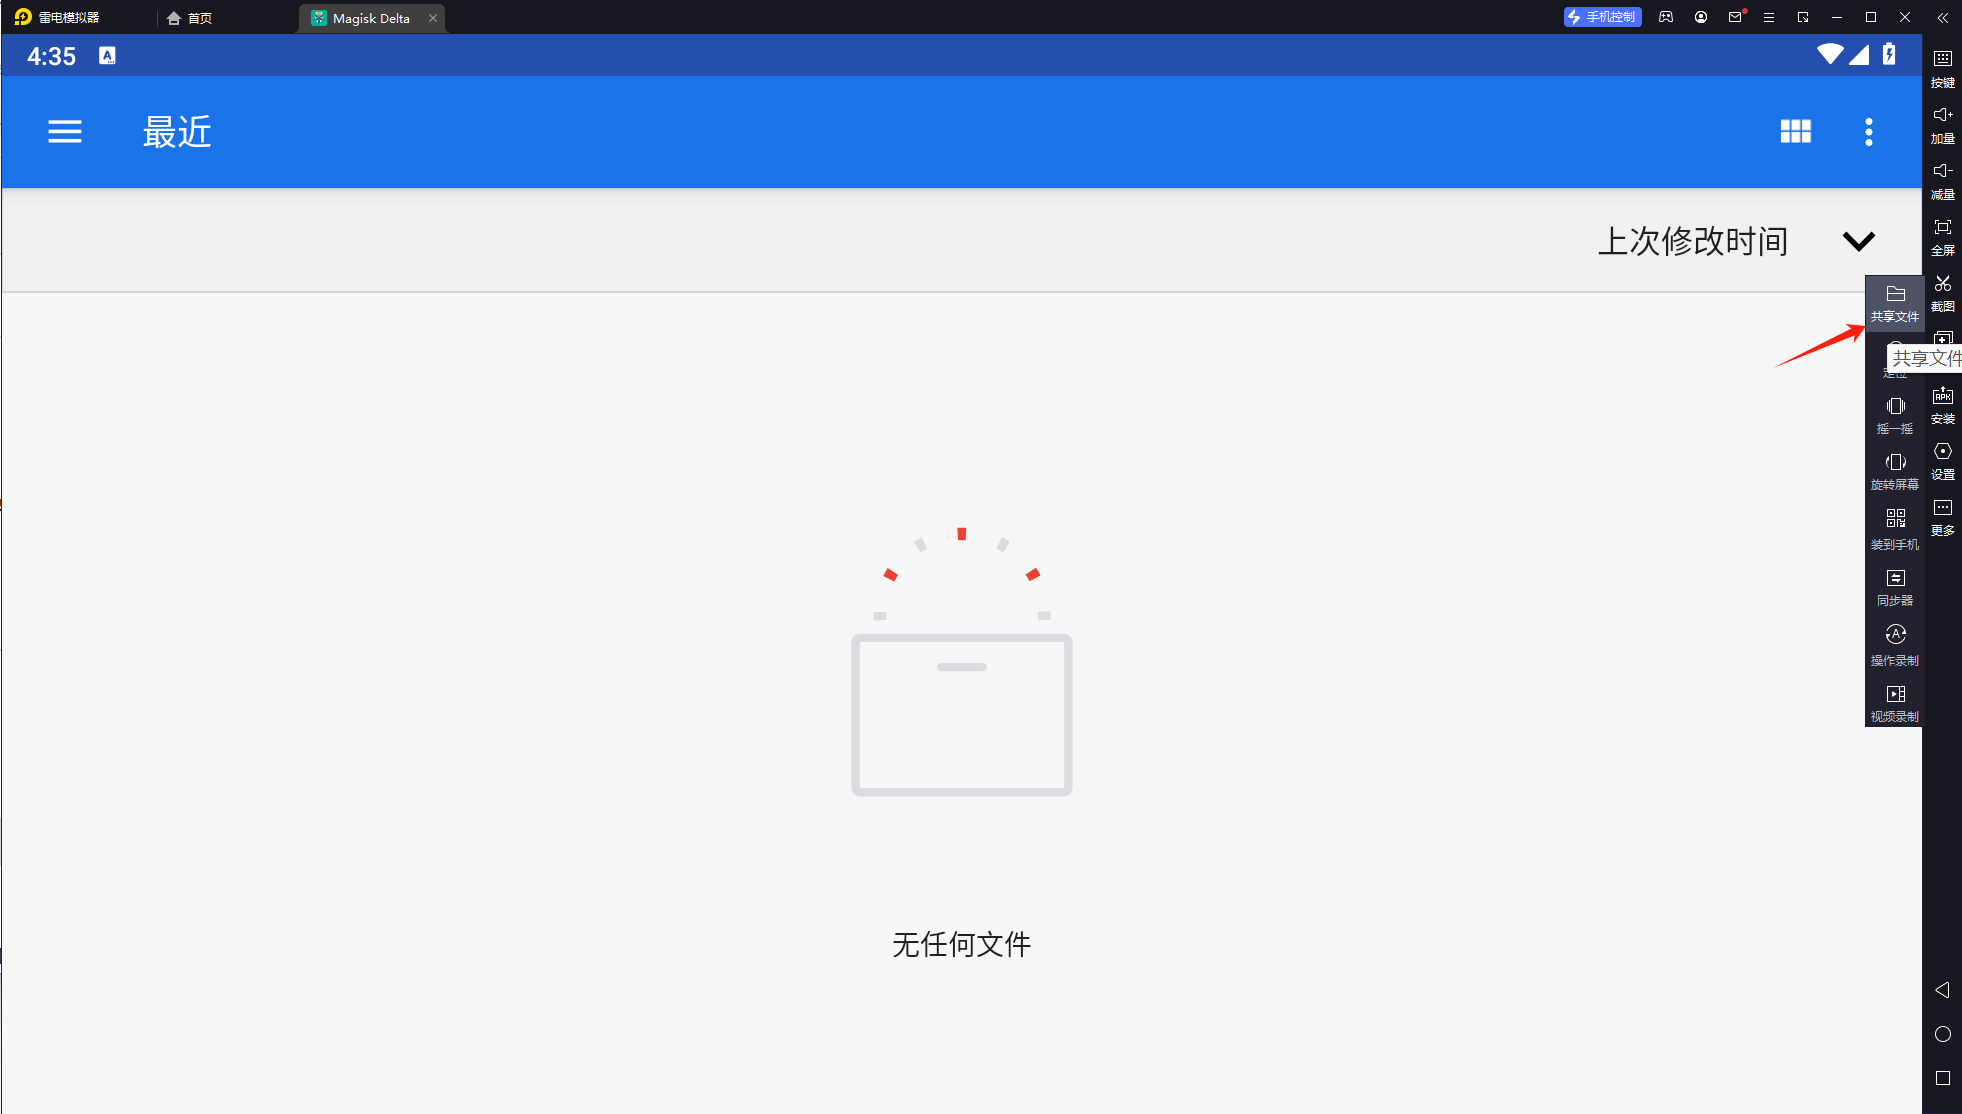 雷电模拟器
首页
Magisk Delta
手机控制
4:35
A
最近
上次修改时间
无任何文件
共享文件
共享文件
定位
摇一摇
旋转屏幕
装到手机
同步器
A
操作录制
视频录制
按键
加量
减量
全屏
截图
APK
安装
设置
更多